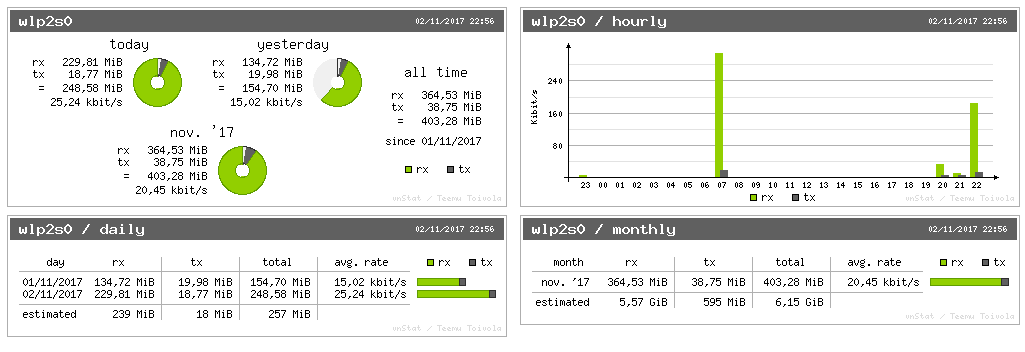 wlp2s0 02/11/2017 22:56
today
rx 229,81 MiB
tx 18,77 MiB
= 248,58 MiB
25,24 kbit/s
yesterday
rx 134,72 MiB
tx 19,98 MiB
= 154,70 MiB
15,02 kbit/s
all time
rx 364,53 MiB
tx 38,75 MiB
= 403,28 MiB
since 01/11/2017
nov. '17
rx 364,53 MiB
tx 38,75 MiB
= 403,28 MiB
20,45 kbit/s
rx tx
vnStat / Teemu Toivola
wlp2s0 / hourly 02/11/2017 22:56
Kibit/s
240
160
80
23 00 01 02 03 04 05 06 07 08 09 10 11 12 13 14 15 16 17 18 19 20 21 22
rx tx
vnStat / Teemu Toivola
wlp2s0 / daily 02/11/2017 22:56
day rx tx total avg. rate rx tx
01/11/2017 134,72 MiB 19,98 MiB 154,70 MiB 15,02 kbit/s
02/11/2017 229,81 MiB 18,77 MiB 248,58 MiB 25,24 kbit/s
estimated 239 MiB 18 MiB 257 MiB
vnStat / Teemu Toivola
wlp2s0 / monthly 02/11/2017 22:56
month rx tx total avg. rate rx tx
nov. '17 364,53 MiB 38,75 MiB 403,28 MiB 20,45 kbit/s
estimated 5,57 GiB 595 MiB 6,15 GiB
vnStat / Teemu Toivola